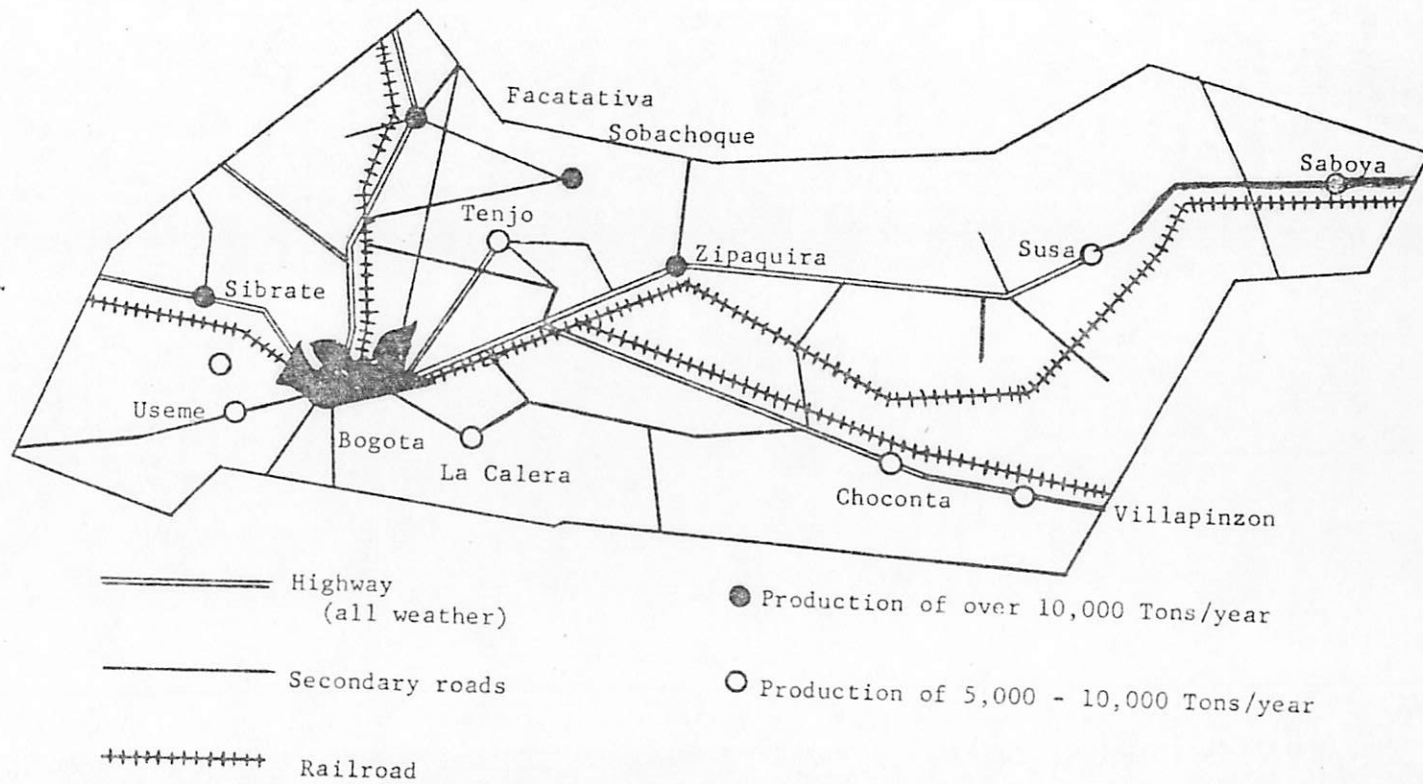 Facatativa
Sobachoque
Saboya
Tenjo
Susa
Zipaquira
Sibrate
Useme
Bogota
La Calera
Choconta
Villapinzon
Highway
(all weather)
Production of over 10,000 Tons/year
Secondary roads
Production of 5,000 - 10,000 Tons/year
Railroad